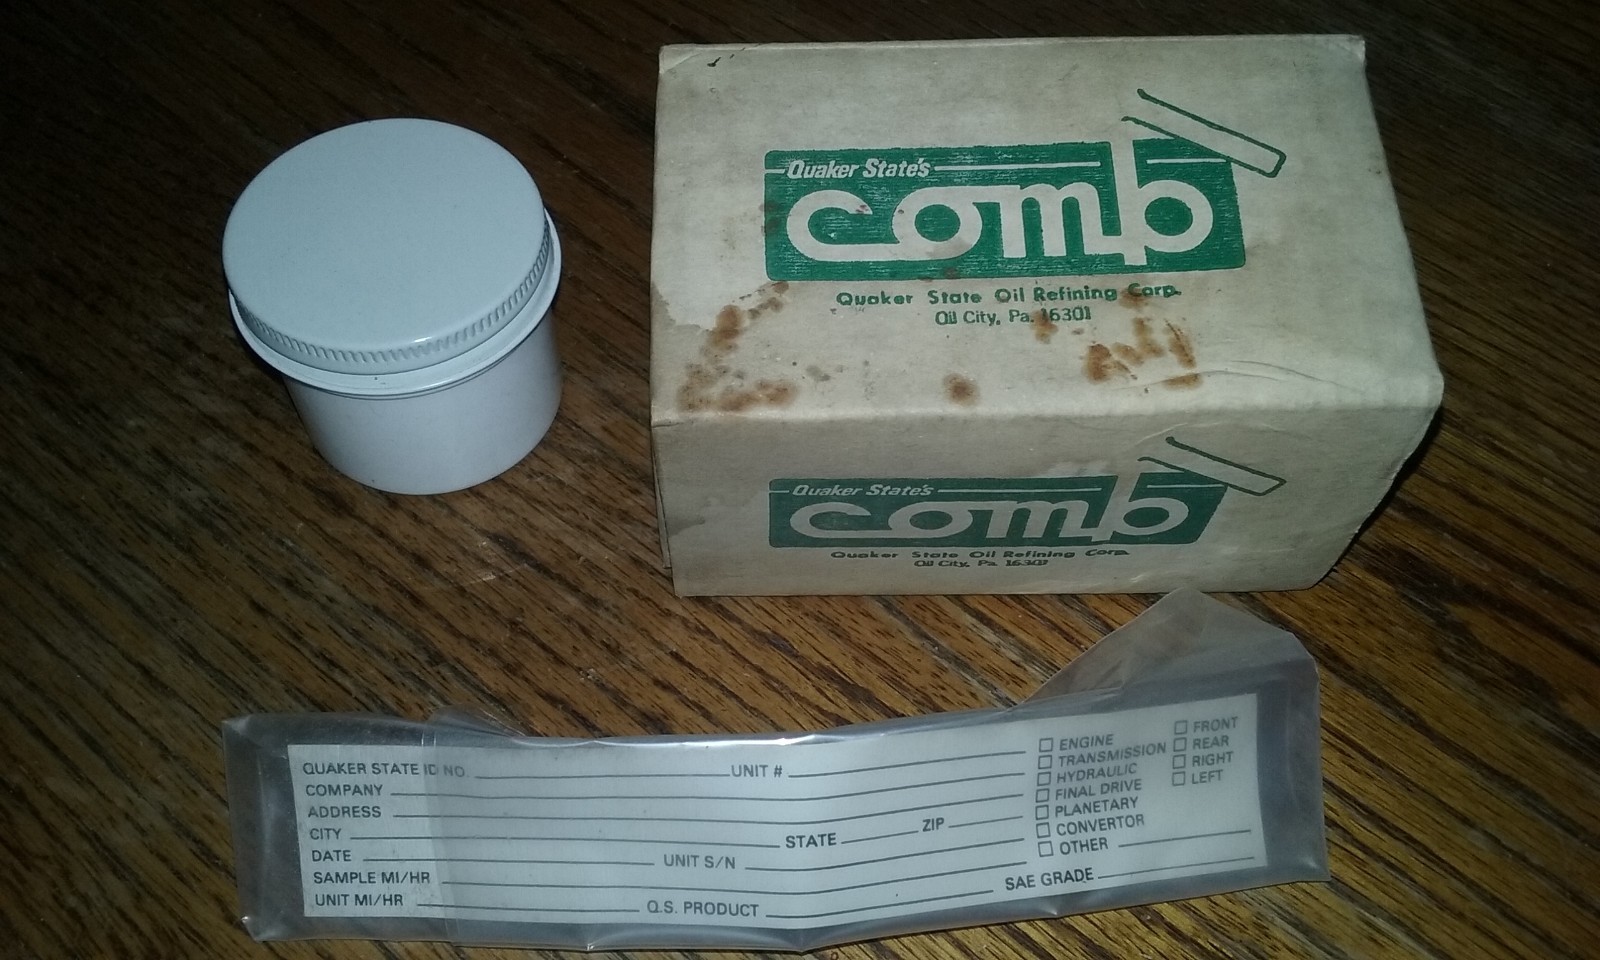 Quaker State's
comb
Quaker State Oil Refining Corp.
Oil City, Pa. 16301
Quaker State's
comb
Quaker State Oil Refining Corp.
Oil City, Pa. 16301
QUAKER STATE ID NO. UNIT #
COMPANY
ADDRESS
CITY STATE ZIP
DATE UNIT S/N
SAMPLE MI/HR
UNIT MI/HR Q.S. PRODUCT SAE GRADE
ENGINE
TRANSMISSION
HYDRAULIC
FINAL DRIVE
PLANETARY
CONVERTOR
OTHER
FRONT
REAR
RIGHT
LEFT